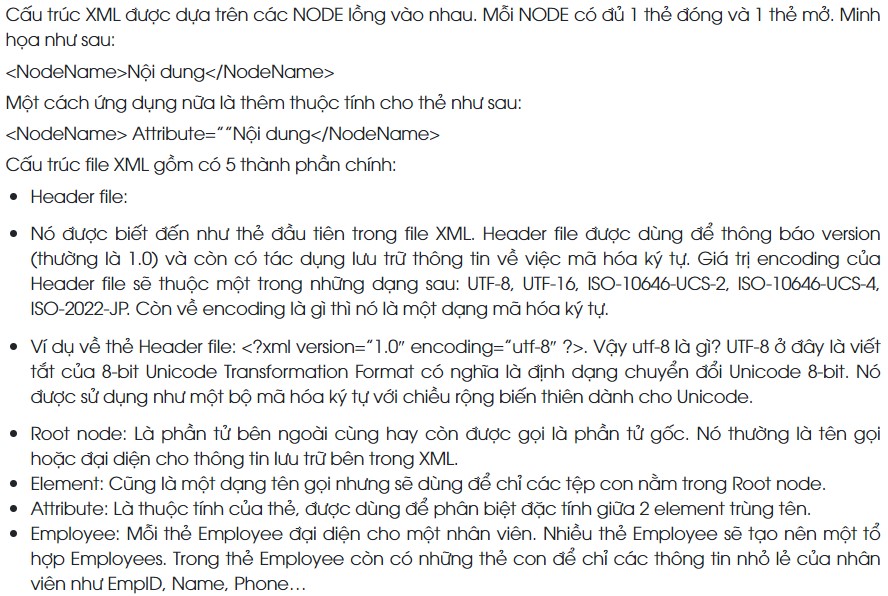 Cấu trúc XML được dựa trên các NODE lồng vào nhau. Mỗi NODE có đủ 1 thẻ đóng và 1 thẻ mở. Minh
họa như sau:
<NodeName>Nội dung</NodeName>
Một cách ứng dụng nữa là thêm thuộc tính cho thẻ như sau:
<NodeName> Attribute=““Nội dung</NodeName>
Cấu trúc file XML gồm có 5 thành phần chính:
• Header file:
• Nó được biết đến như thẻ đầu tiên trong file XML. Header file được dùng để thông báo version
(thường là 1.0) và còn có tác dụng lưu trữ thông tin về việc mã hóa ký tự. Giá trị encoding của
Header file sẽ thuộc một trong những dạng sau: UTF-8, UTF-16, ISO-10646-UCS-2, ISO-10646-UCS-4,
ISO-2022-JP. Còn về encoding là gì thì nó là một dạng mã hóa ký tự.
• Ví dụ về thẻ Header file: <?xml version=“1.0″ encoding=“utf-8″ ?>. Vậy utf-8 là gì? UTF-8 ở đây là viết
tắt của 8-bit Unicode Transformation Format có nghĩa là định dạng chuyển đổi Unicode 8-bit. Nó
được sử dụng như một bộ mã hóa ký tự với chiều rộng biến thiên dành cho Unicode.
• Root node: Là phần tử bên ngoài cùng hay còn được gọi là phần tử gốc. Nó thường là tên gọi
hoặc đại diện cho thông tin lưu trữ bên trong XML.
• Element: Cũng là một dạng tên gọi nhưng sẽ dùng để chỉ các tệp con nằm trong Root node.
• Attribute: Là thuộc tính của thẻ, được dùng để phân biệt đặc tính giữa 2 element trùng tên.
• Employee: Mỗi thẻ Employee đại diện cho một nhân viên. Nhiều thẻ Employee sẽ tạo nên một tổ
hợp Employees. Trong thẻ Employee còn có những thẻ con để chỉ các thông tin nhỏ lẻ của nhân
viên như EmpID, Name, Phone…